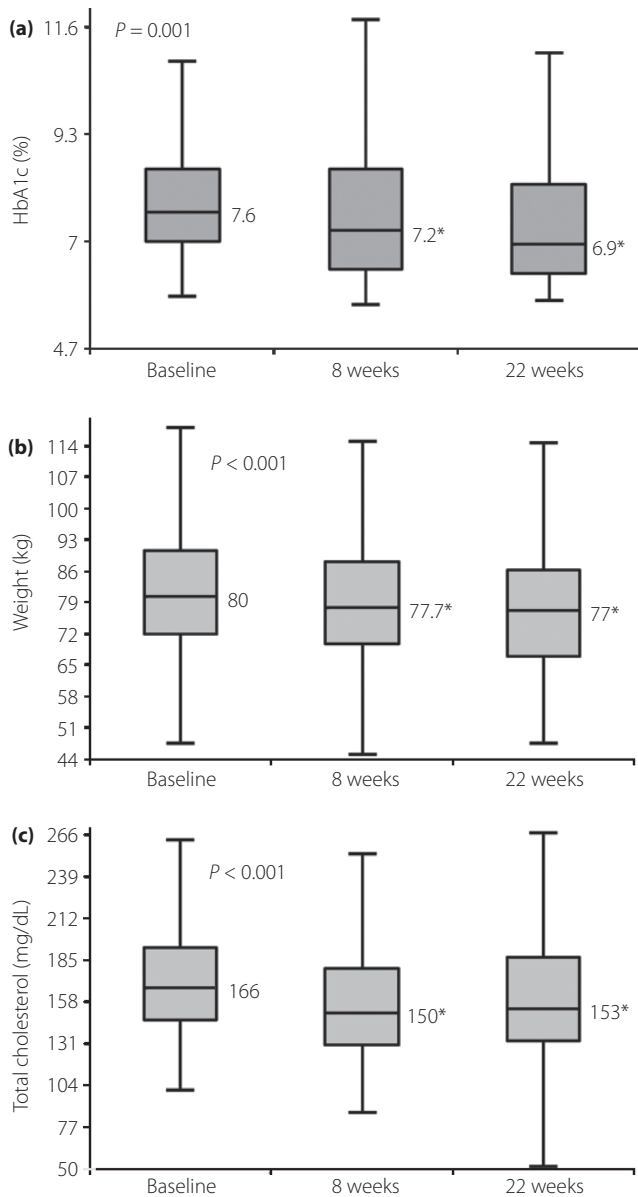 (a)
P = 0.001
HbA1c (%)
11.6
9.3
7
4.7
7.6
7.2*
6.9*
Baseline
8 weeks
22 weeks
(b)
P < 0.001
Weight (kg)
114
107
100
93
86
79
72
65
58
51
44
80
77.7*
77*
Baseline
8 weeks
22 weeks
(c)
P < 0.001
Total cholesterol (mg/dL)
266
239
212
185
158
131
104
77
50
166
150*
153*
Baseline
8 weeks
22 weeks